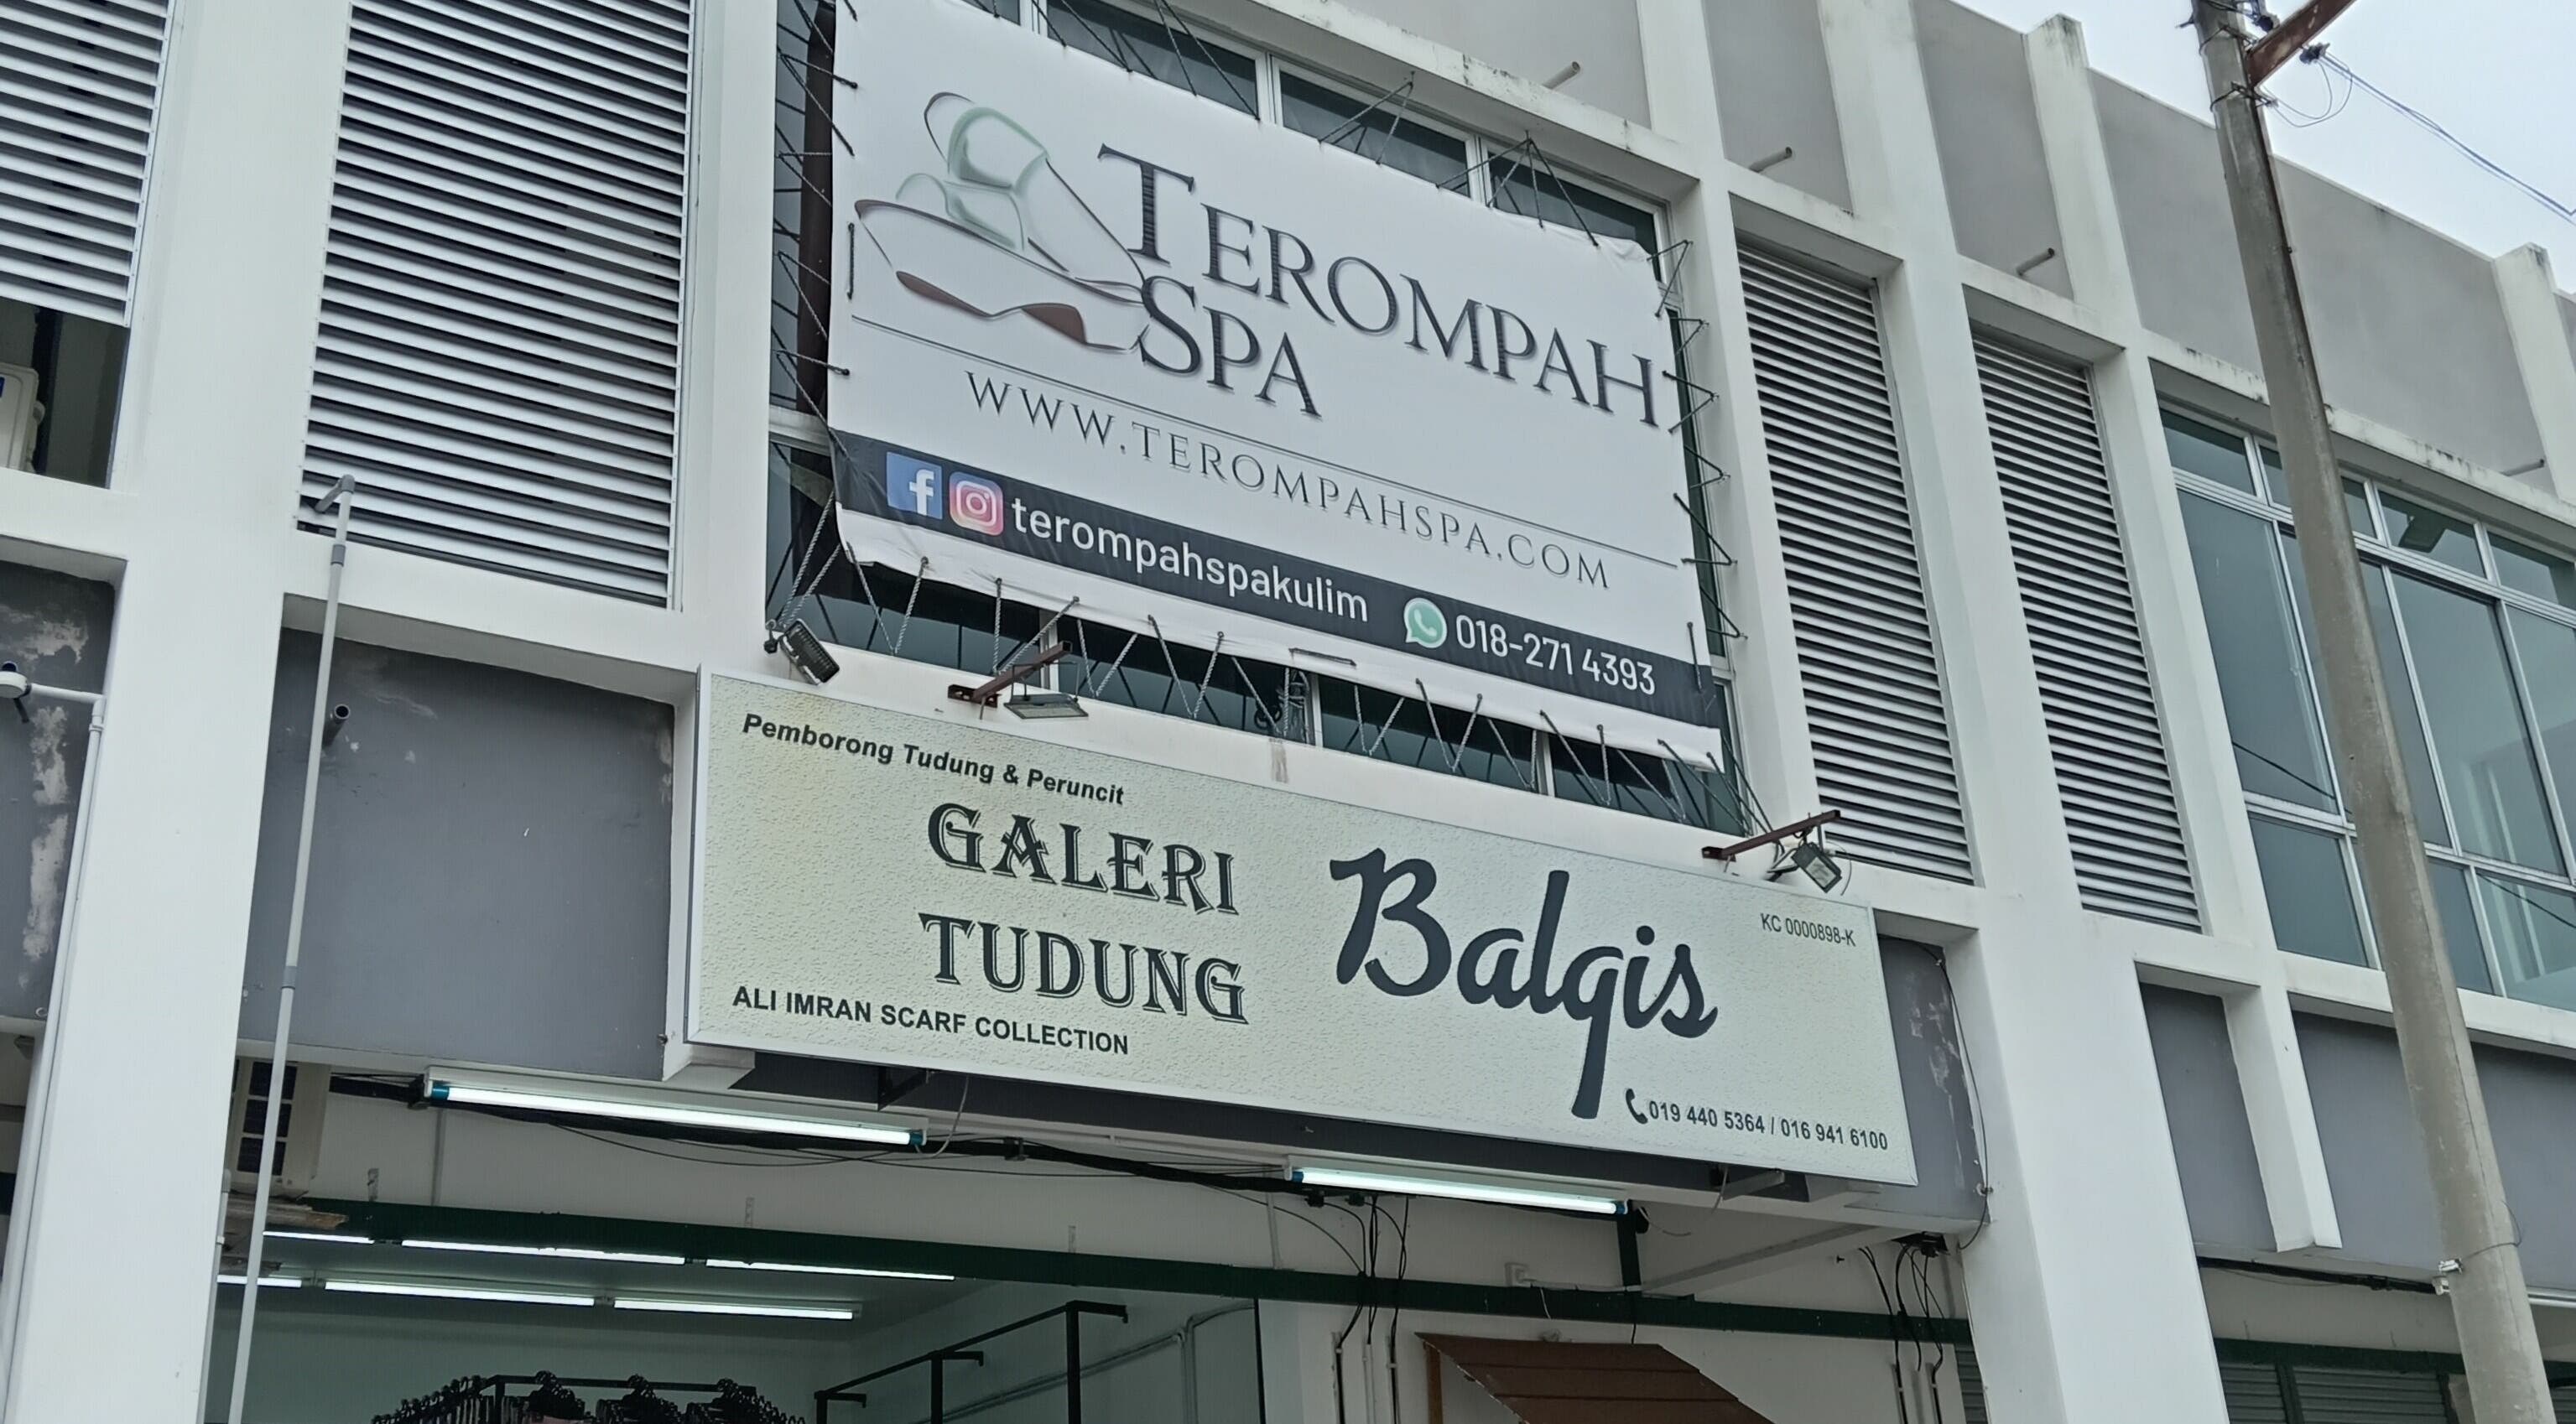 TEROMPAH
SPA
WWW.TEROMPAHSPA.COM
terompahspakulim 018-271 4393
Pemborong Tudung & Peruncit
GALERI
TUDUNG
Balqis
KC 0000898-K
ALI IMRAN SCARF COLLECTION
019 440 5364 / 016 941 6100